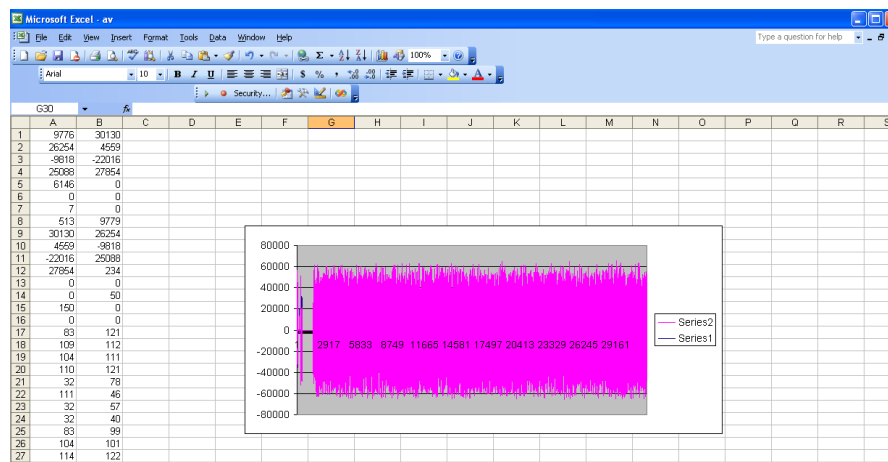 Microsoft Excel - av
File Edit View Insert Format Tools Data Window Help
Type a question for help
100%
Arial 10 B I U $ % ,
Security...
G30 fx
A B C D E F G H I J K L M N O P Q R S
1 9776 30130
2 26254 4559
3 -9818 -22016
4 25088 27854
5 6146 0
6 0 0
7 7 0
8 513 9779
9 30130 26254
10 4559 -9818
11 -22016 25088
12 27854 234
13 0 0
14 0 50
15 150 0
16 0 0
17 83 121
18 109 112
19 104 111
20 110 121
21 32 78
22 111 46
23 32 57
24 32 40
25 83 99
26 104 101
27 114 122
80000
60000
40000
20000
0
-20000
-40000
-60000
-80000
1 2917 5833 8749 11665 14581 17497 20413 23329 26245 29161
Series2
Series1